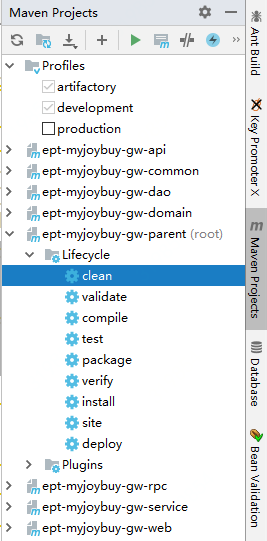 Maven Projects
Profiles
artifactory
development
production
ept-myjoybuy-gw-api
ept-myjoybuy-gw-common
ept-myjoybuy-gw-dao
ept-myjoybuy-gw-domain
ept-myjoybuy-gw-parent (root)
Lifecycle
clean
validate
compile
test
package
verify
install
site
deploy
Plugins
ept-myjoybuy-gw-rpc
ept-myjoybuy-gw-service
ept-myjoybuy-gw-web
Ant Build
Key Promoter X
Maven Projects
Database
Bean Validation